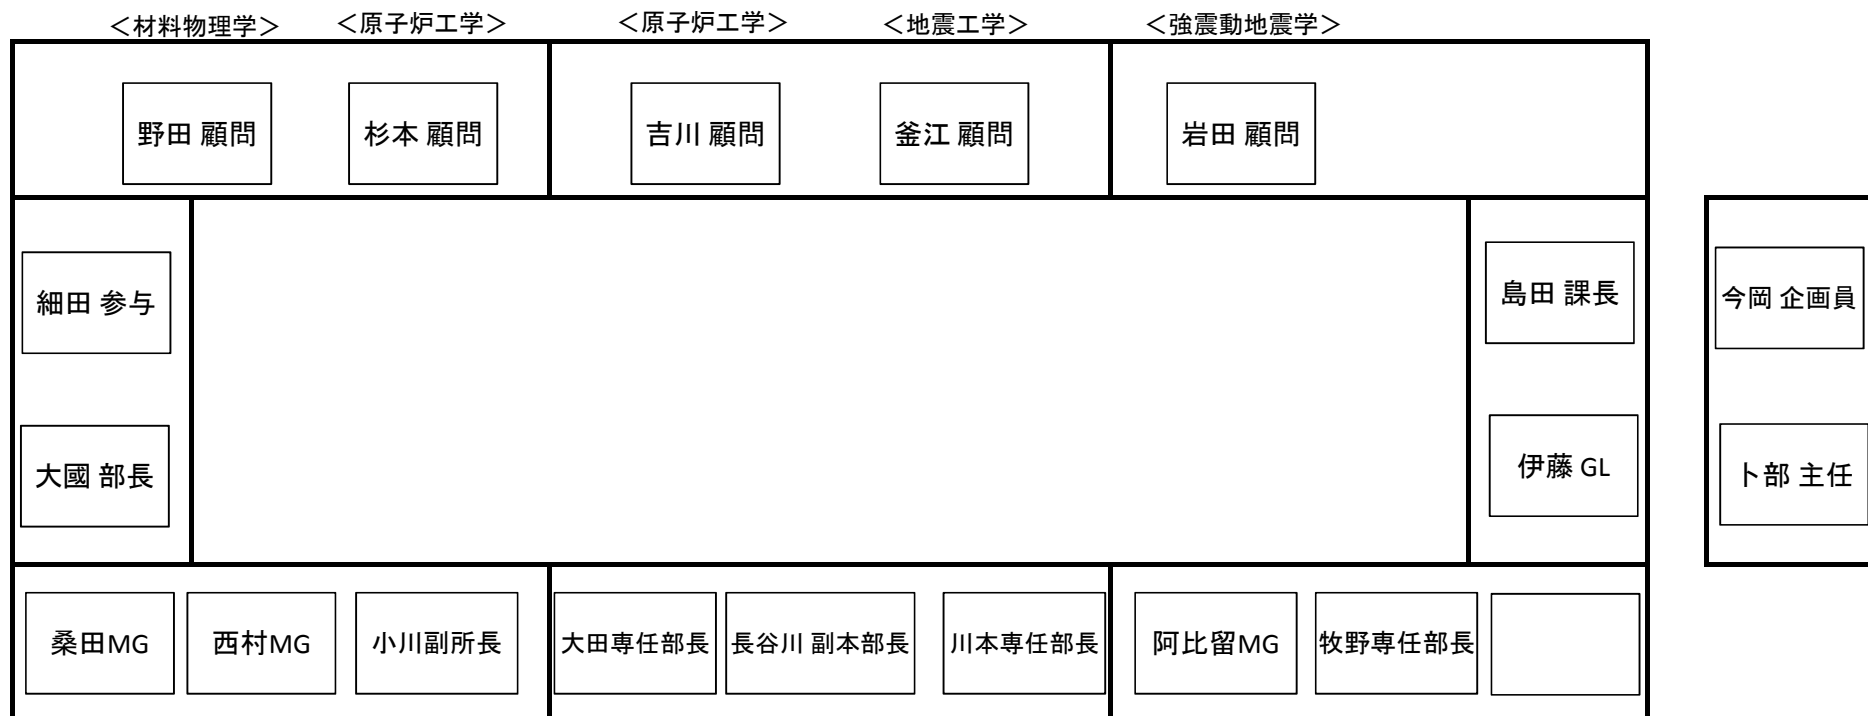 ＜材料物理学＞ ＜原子炉工学＞ ＜原子炉工学＞ ＜地震工学＞ ＜強震動地震学＞
野田 顧問 杉本 顧問 吉川 顧問 釜江 顧問 岩田 顧問
細田 参与 島田 課長 今岡 企画員
大國 部長 伊藤 GL 卜部 主任
桑田MG 西村MG 小川副所長 大田専任部長 長谷川 副本部長 川本専任部長 阿比留MG 牧野専任部長